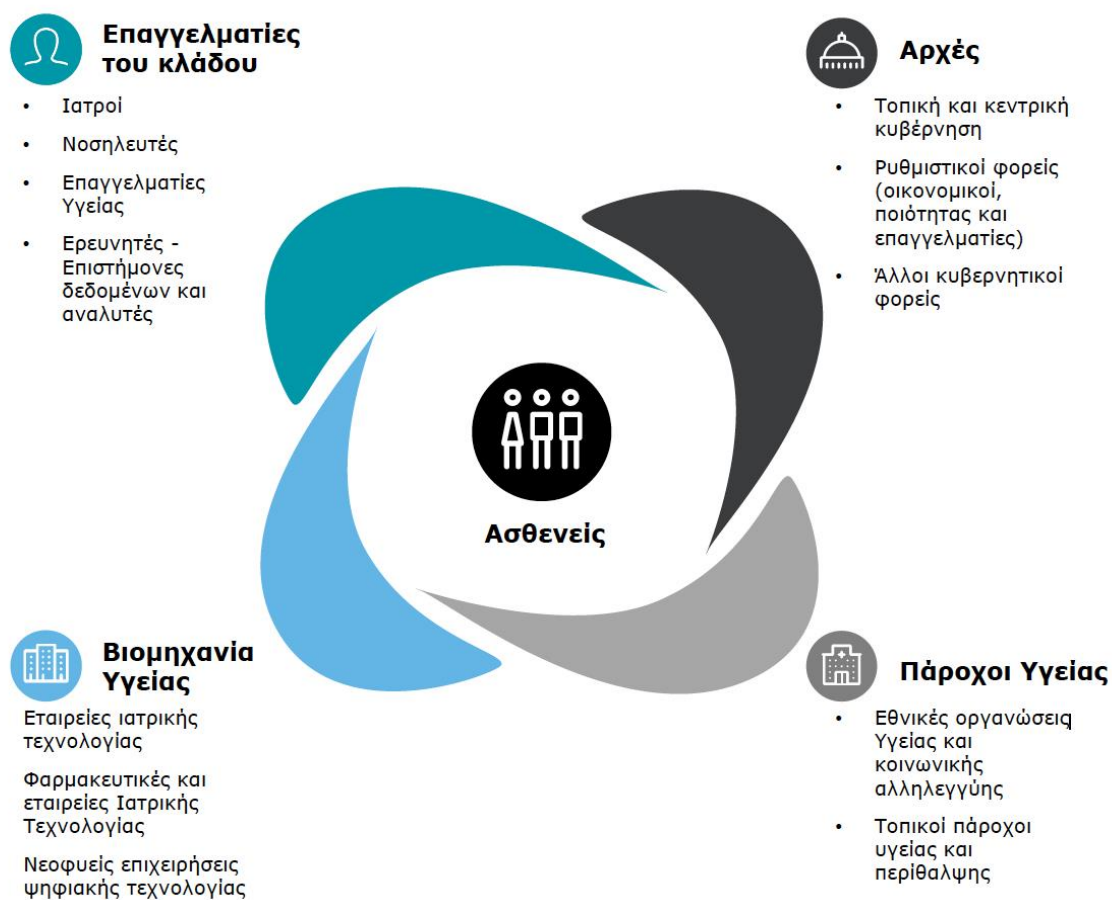 Επαγγελματίες
του κλάδου
• Ιατροί
• Νοσηλευτές
• Επαγγελματίες
Υγείας
• Ερευνητές -
Επιστήμονες
δεδομένων και
αναλυτές
Αρχές
• Τοπική και κεντρική
κυβέρνηση
• Ρυθμιστικοί φορείς
(οικονομικοί,
ποιότητας και
επαγγελματίες)
• Άλλοι κυβερνητικοί
φορείς
Ασθενείς
Βιομηχανία
Υγείας
Εταιρείες ιατρικής
τεχνολογίας
Φαρμακευτικές και
εταιρείες Ιατρικής
Τεχνολογίας
Νεοφυείς επιχειρήσεις
ψηφιακής τεχνολογίας
Πάροχοι Υγείας
• Εθνικές οργανώσεις
Υγείας και
κοινωνικής
αλληλεγγύης
• Τοπικοί πάροχοι
υγείας και
περίθαλψης